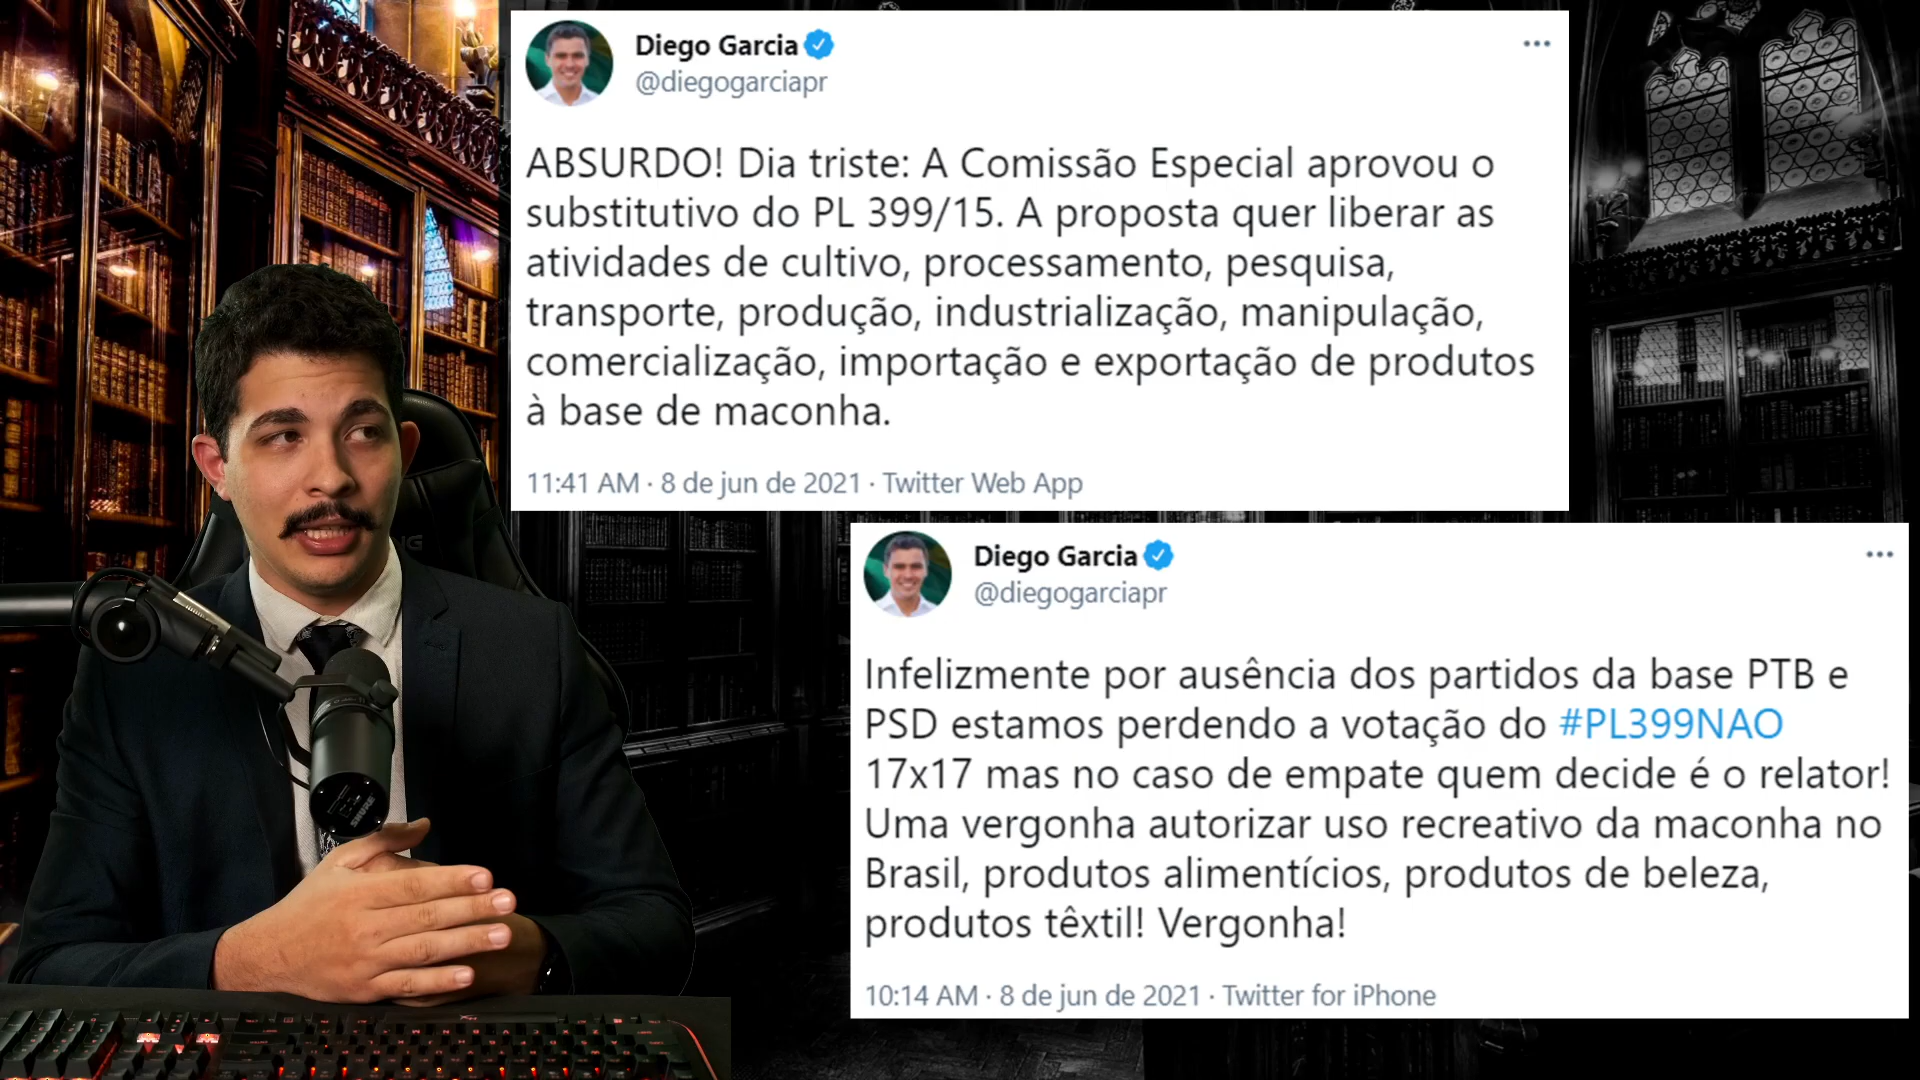 Diego Garcia
@diegogarciapr
ABSURDO! Dia triste: A Comissão Especial aprovou o
substitutivo do PL 399/15. A proposta quer liberar as
atividades de cultivo, processamento, pesquisa,
transporte, produção, industrialização, manipulação,
comercialização, importação e exportação de produtos
à base de maconha.
11:41 AM · 8 de jun de 2021 · Twitter Web App
Diego Garcia
@diegogarciapr
Infelizmente por ausência dos partidos da base PTB e
PSD estamos perdendo a votação do #PL399NAO
17x17 mas no caso de empate quem decide é o relator!
Uma vergonha autorizar uso recreativo da maconha no
Brasil, produtos alimentícios, produtos de beleza,
produtos têxtil! Vergonha!
10:14 AM · 8 de jun de 2021 · Twitter for iPhone
SHURE